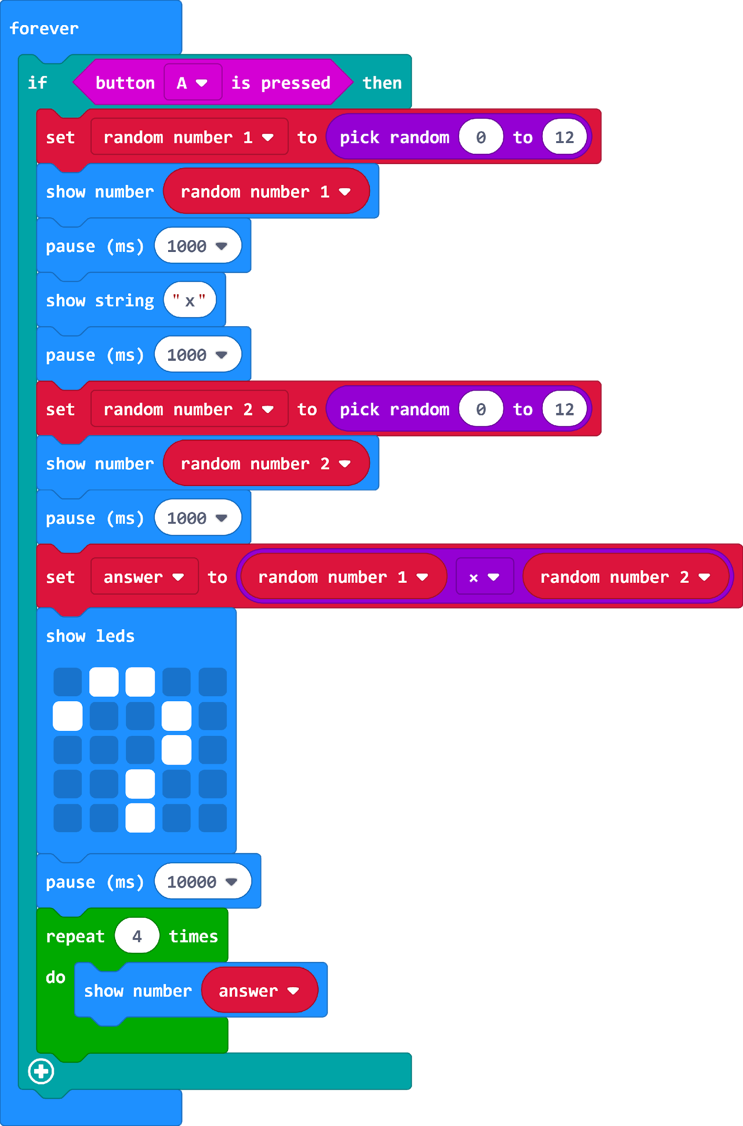 forever
if button A is pressed then
set random number 1 to pick random 0 to 12
show number random number 1
pause (ms) 1000
show string "x"
pause (ms) 1000
set random number 2 to pick random 0 to 12
show number random number 2
pause (ms) 1000
set answer to random number 1 × random number 2
show leds
pause (ms) 10000
repeat 4 times
do show number answer